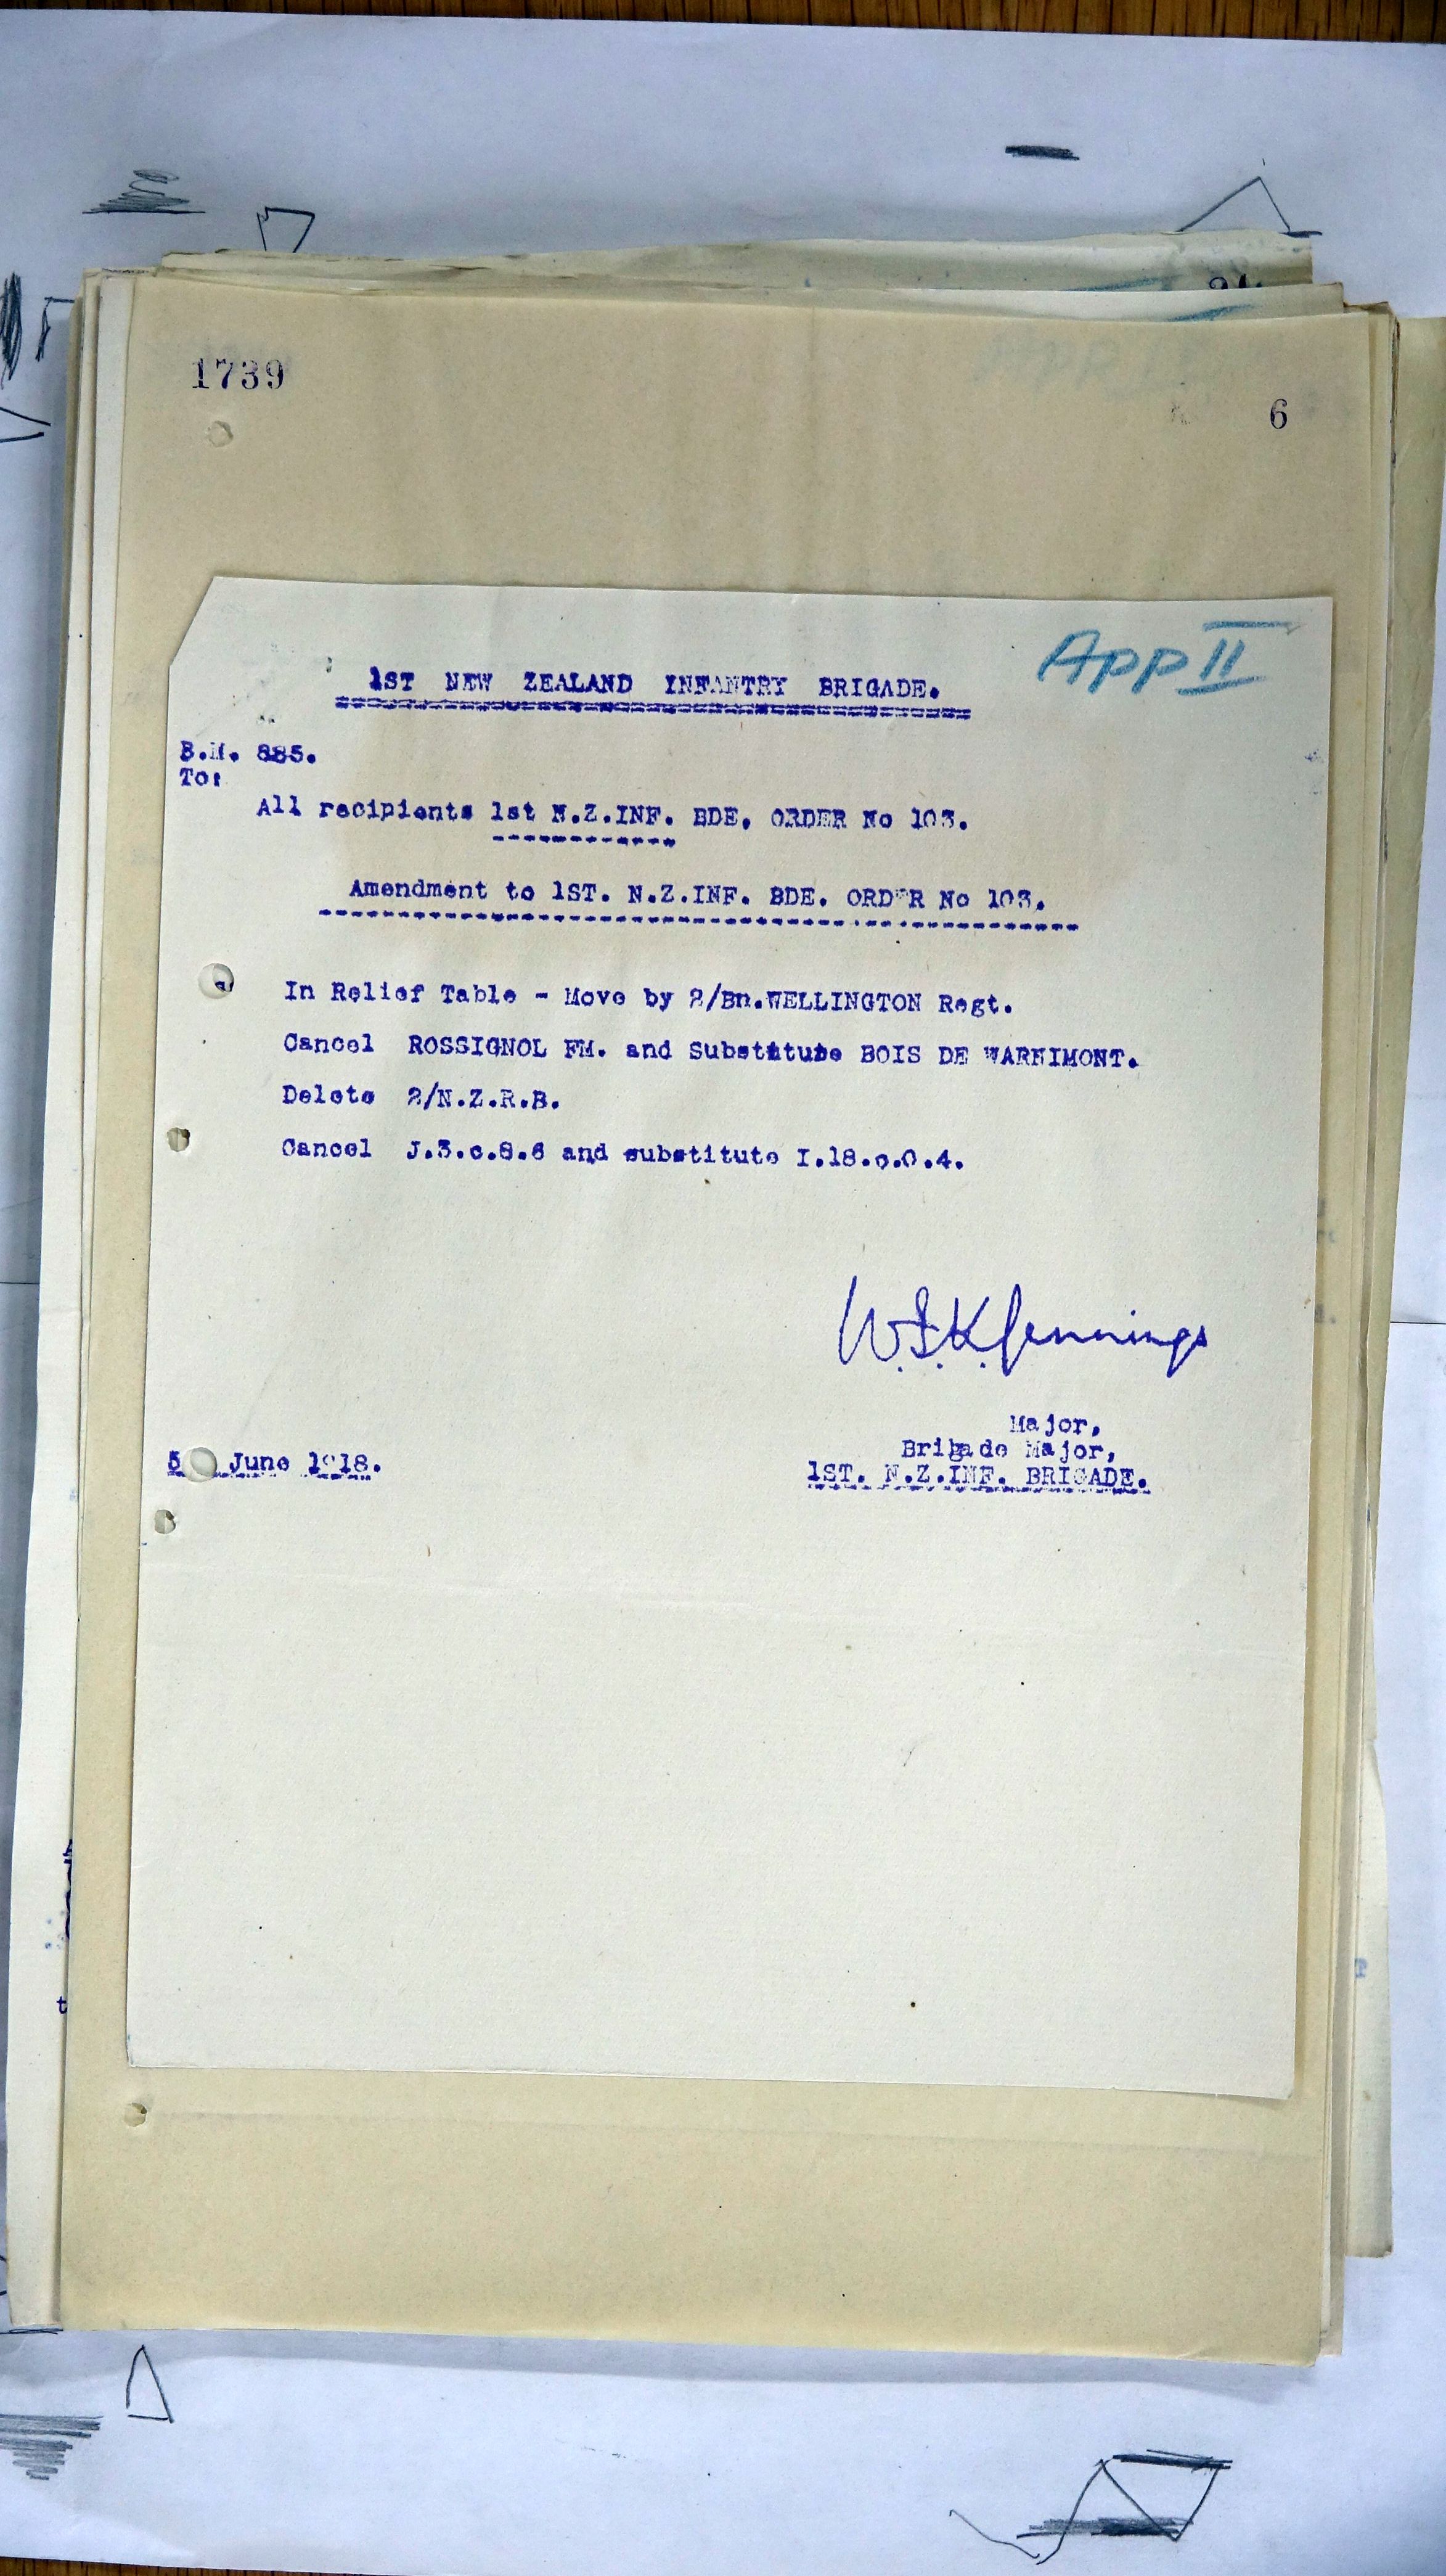 1739
6
App II
1ST NEW ZEALAND INFANTRY BRIGADE.
B.M. 885.
To:
All recipients 1st N.Z.INF. BDE. ORDER No 103.
Amendment to 1ST. N.Z.INF. BDE. ORDER No 103.
In Relief Table - Move by 2/Bn.WELLINGTON Regt.
Cancel ROSSIGNOL FM. and Substitute BOIS DE WARNIMONT.
Delete 2/N.Z.R.B.
Cancel J.3.c.8.6 and substitute I.18.c.0.4.
Jennings
Major,
Brigade Major,
5 June 1918.
1ST. N.Z.INF. BRIGADE.